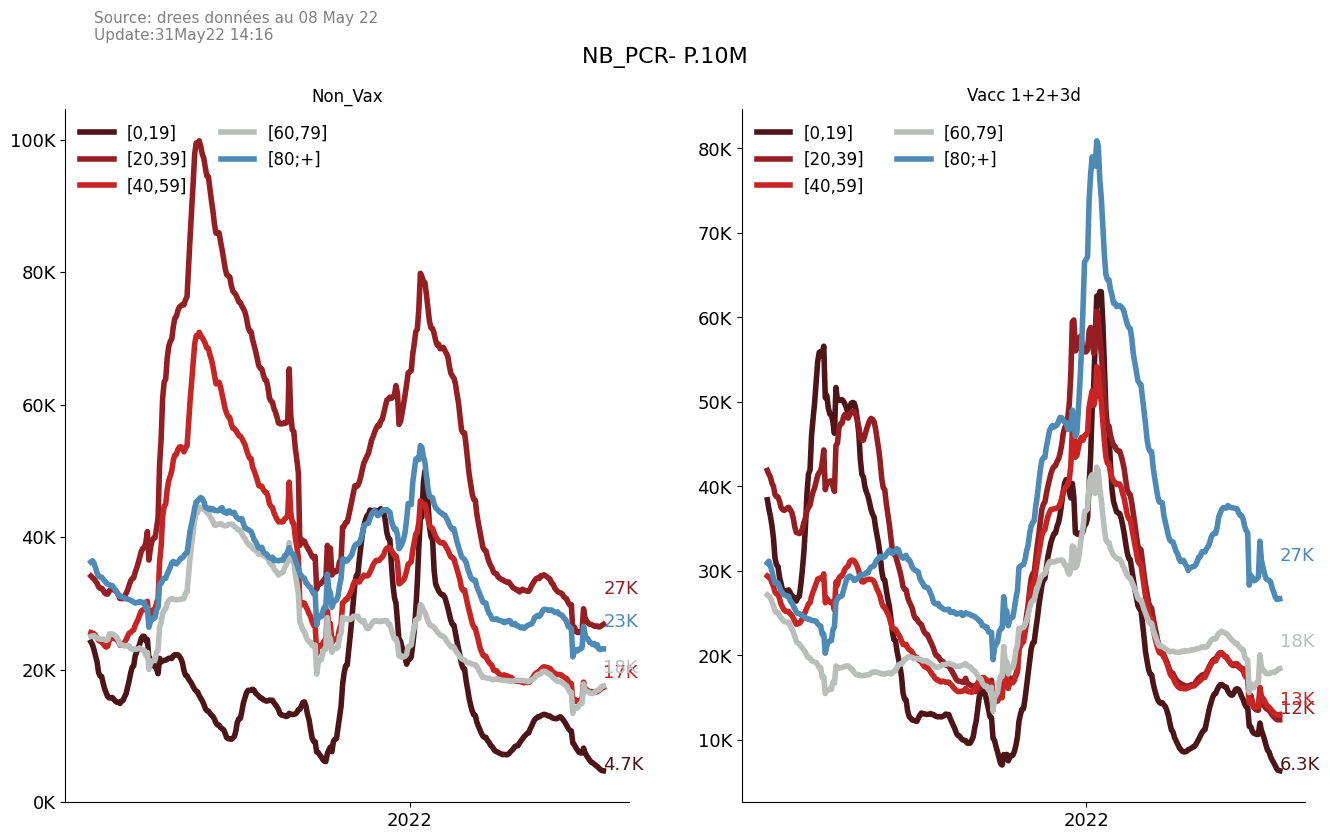 Source: drees données au 08 May 22
Update:31May22 14:16
NB_PCR- P.10M
Non_Vax
[0,19]
[20,39]
[40,59]
[60,79]
[80;+]
100K
80K
60K
40K
20K
0K
27K
23K
18K
17K
4.7K
2022
Vacc 1+2+3d
[0,19]
[20,39]
[40,59]
[60,79]
[80;+]
80K
70K
60K
50K
40K
30K
20K
10K
27K
18K
13K
12K
6.3K
2022